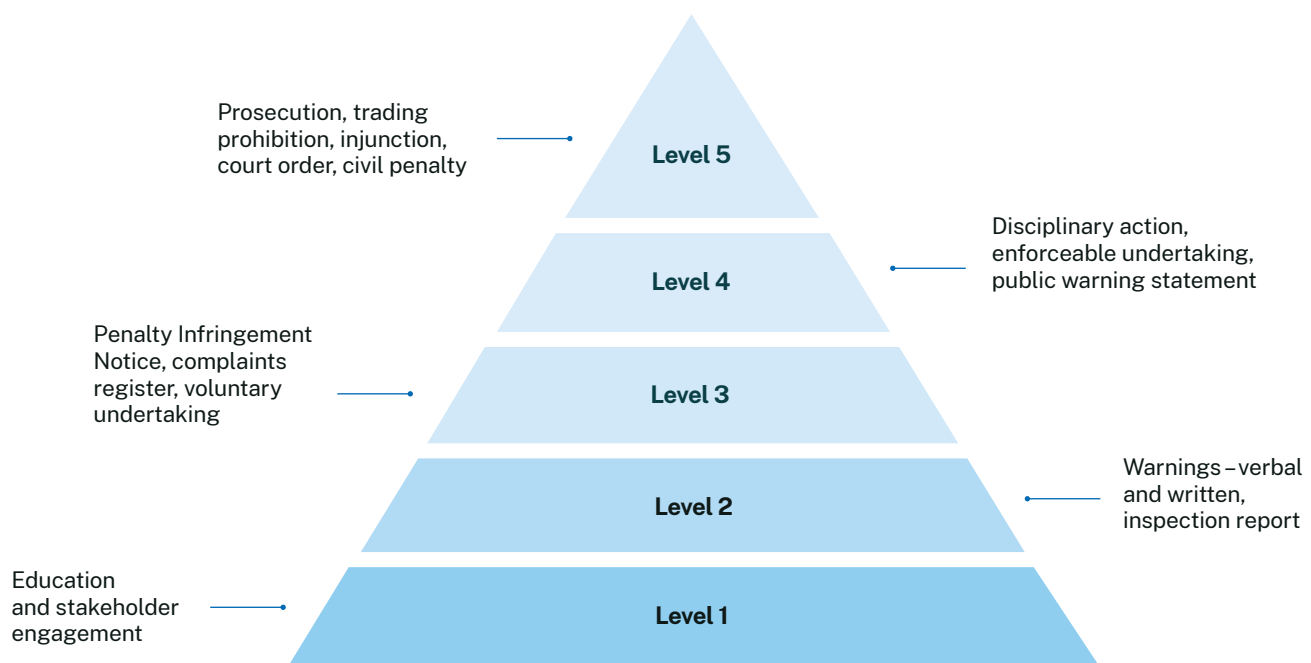 Prosecution, trading
prohibition, injunction,
court order, civil penalty
Level 5
Disciplinary action,
enforceable undertaking,
public warning statement
Level 4
Penalty Infringement
Notice, complaints
register, voluntary
undertaking
Level 3
Warnings – verbal
and written,
inspection report
Level 2
Education
and stakeholder
engagement
Level 1